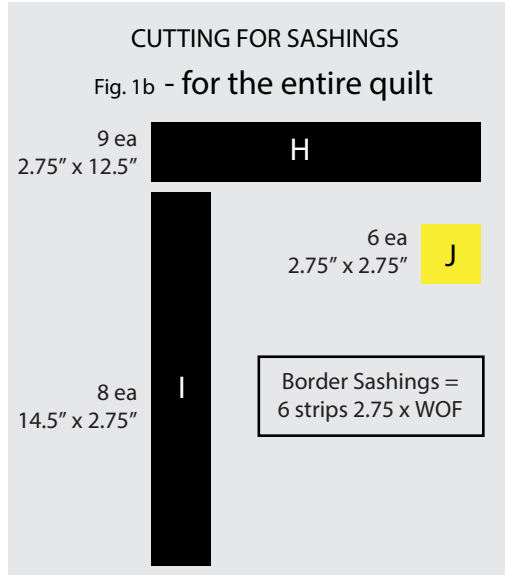 CUTTING FOR SASHINGS
Fig. 1b - for the entire quilt
9 ea
2.75” x 12.5”
H
6 ea
2.75” x 2.75”
J
8 ea
14.5” x 2.75”
I
Border Sashings =
6 strips 2.75 x WOF